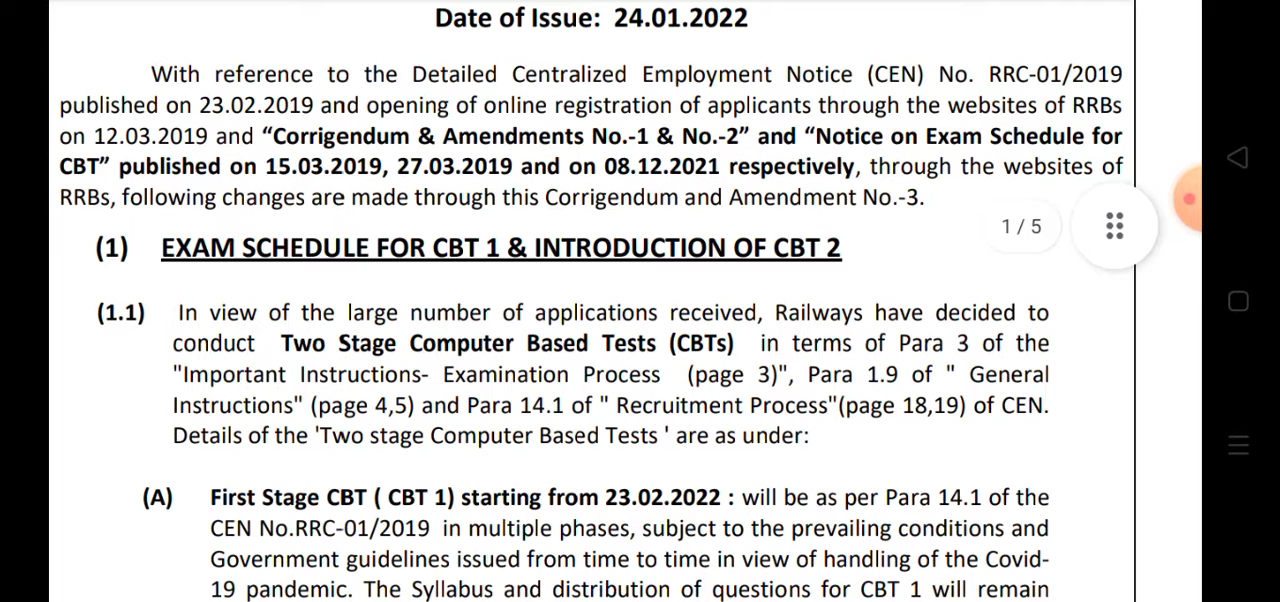 Date of Issue: 24.01.2022
With reference to the Detailed Centralized Employment Notice (CEN) No. RRC-01/2019
published on 23.02.2019 and opening of online registration of applicants through the websites of RRBs
on 12.03.2019 and “Corrigendum & Amendments No.-1 & No.-2” and “Notice on Exam Schedule for
CBT” published on 15.03.2019, 27.03.2019 and on 08.12.2021 respectively, through the websites of
RRBs, following changes are made through this Corrigendum and Amendment No.-3.
1 / 5
(1) EXAM SCHEDULE FOR CBT 1 & INTRODUCTION OF CBT 2
(1.1) In view of the large number of applications received, Railways have decided to
conduct Two Stage Computer Based Tests (CBTs) in terms of Para 3 of the
"Important Instructions- Examination Process (page 3)", Para 1.9 of " General
Instructions" (page 4,5) and Para 14.1 of " Recruitment Process"(page 18,19) of CEN.
Details of the 'Two stage Computer Based Tests ' are as under:
(A) First Stage CBT ( CBT 1) starting from 23.02.2022 : will be as per Para 14.1 of the
CEN No.RRC-01/2019 in multiple phases, subject to the prevailing conditions and
Government guidelines issued from time to time in view of handling of the Covid-
19 pandemic. The Syllabus and distribution of questions for CBT 1 will remain